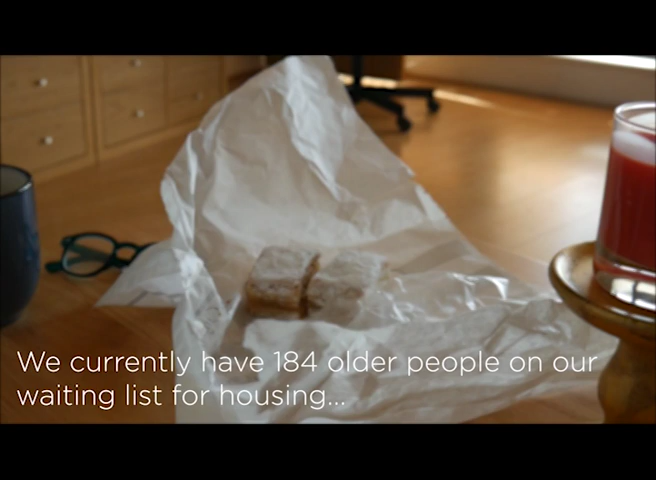 We currently have 184 older people on our
waiting list for housing...